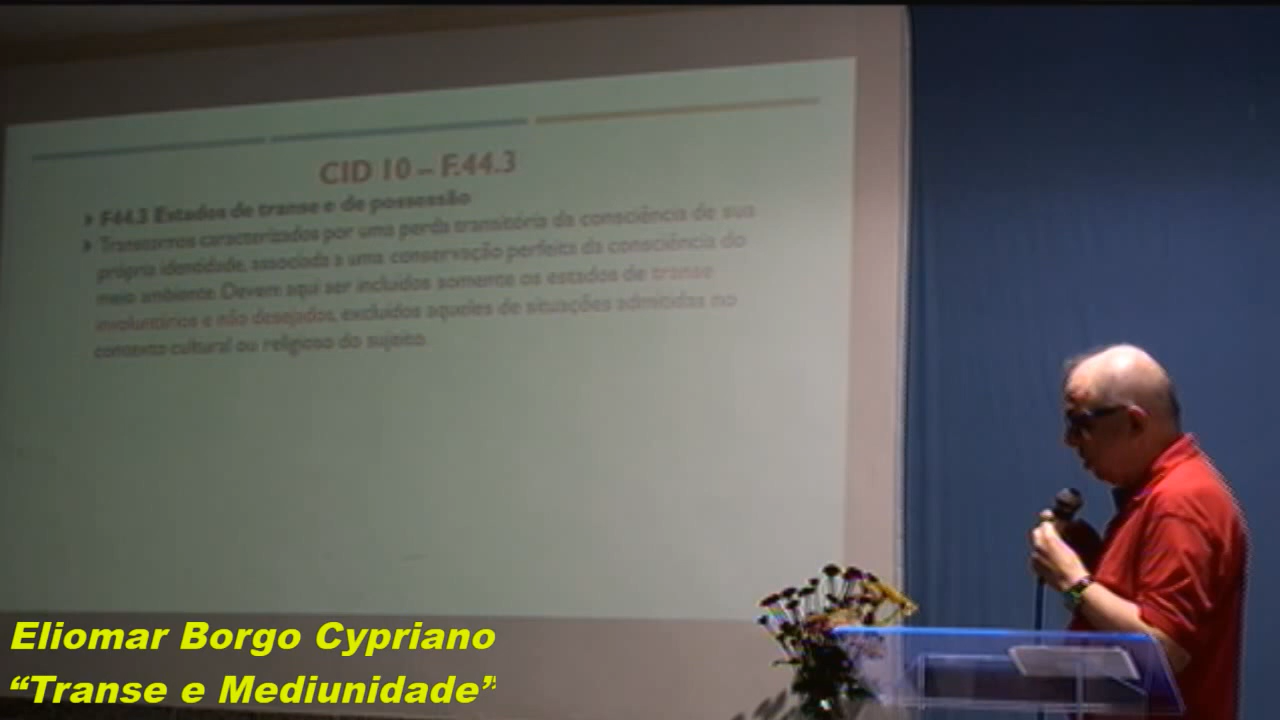 CID 10 – F.44.3
F44.3 Estados de transe e de possessão
Transtornos caracterizados por uma perda transitória da consciência de sua
própria identidade, associada a uma conservação perfeita da consciência do
meio ambiente. Devem aqui ser incluídos somente os estados de transe
involuntários e não desejados, excluídos aqueles de situações admitidas no
contexto cultural ou religioso do sujeito.
Eliomar Borgo Cypriano
“Transe e Mediunidade”